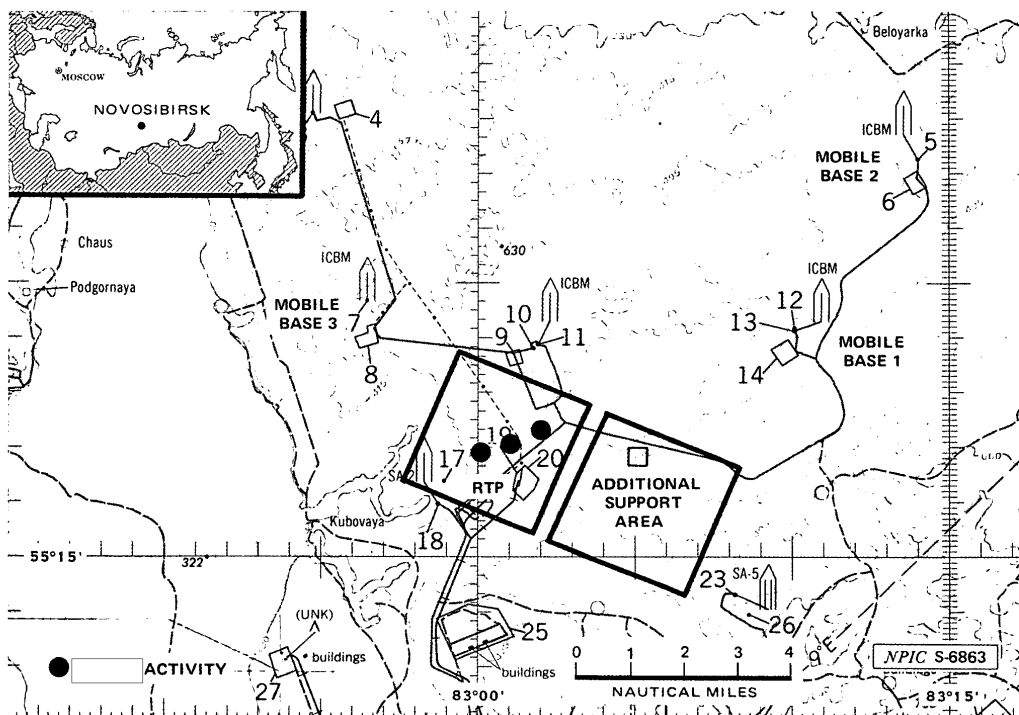 MOSCOW
NOVOSIBIRSK
4
Beloyarka
ICBM
5
MOBILE
BASE 2
6
Chaus
Podgornaya
630
ICBM
MOBILE
BASE 3
7
8
ICBM
10
9
11
ICBM
12
13
MOBILE
BASE 1
14
17
19
20
SA-2
RTP
ADDITIONAL
SUPPORT
AREA
Kubovaya
18
55°15'
322
23
SA-5
26
9°E
(UNK)
buildings
25
buildings
27
ACTIVITY
83°00'
0 1 2 3 4
NAUTICAL MILES
NPIC S-6863
83°15'